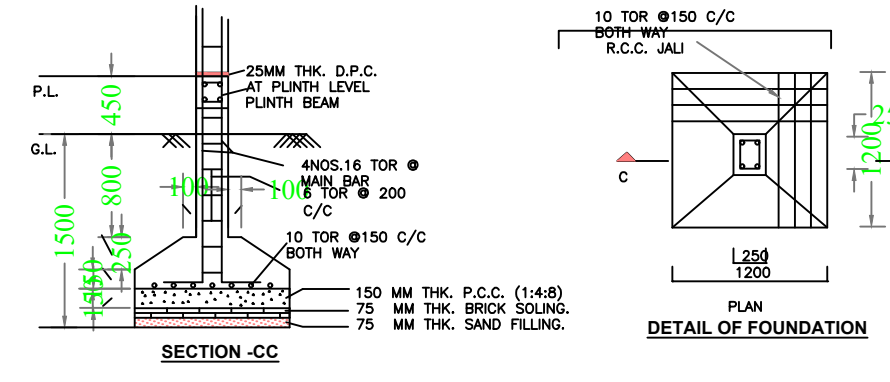 25MM THK. D.P.C.
AT PLINTH LEVEL
PLINTH BEAM
P.L.
450
G.L.
4NOS.16 TOR @
MAIN BAR
6 TOR @ 200
C/C
100
100
800
1500
250
10 TOR @150 C/C
BOTH WAY
150 MM THK. P.C.C. (1:4:8)
75 MM THK. BRICK SOLING.
75 MM THK. SAND FILLING.
SECTION -CC
10 TOR @150 C/C
BOTH WAY
R.C.C. JALI
1200
C
250
1200
PLAN
DETAIL OF FOUNDATION